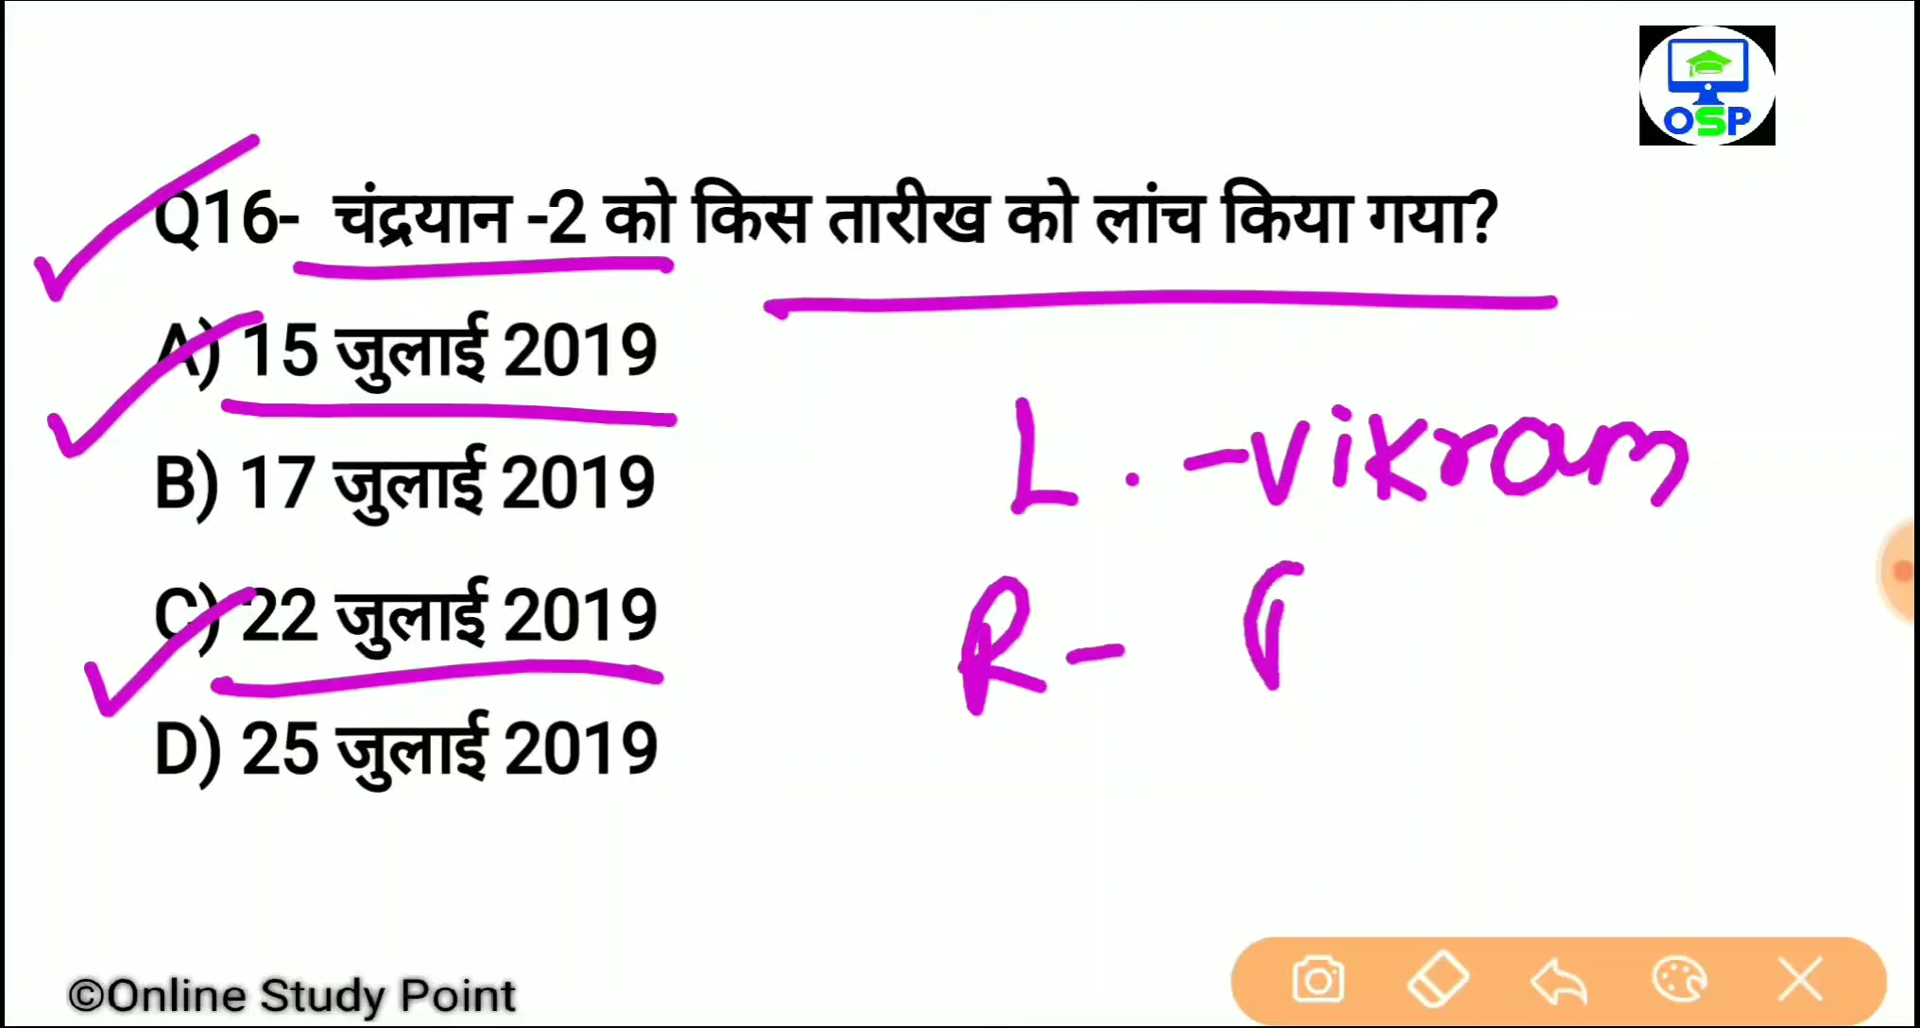 OSP
Q16- चंद्रयान -2 को किस तारीख को लांच किया गया?
A) 15 जुलाई 2019
B) 17 जुलाई 2019
C) 22 जुलाई 2019
D) 25 जुलाई 2019
L. -Vikram
R-
©Online Study Point